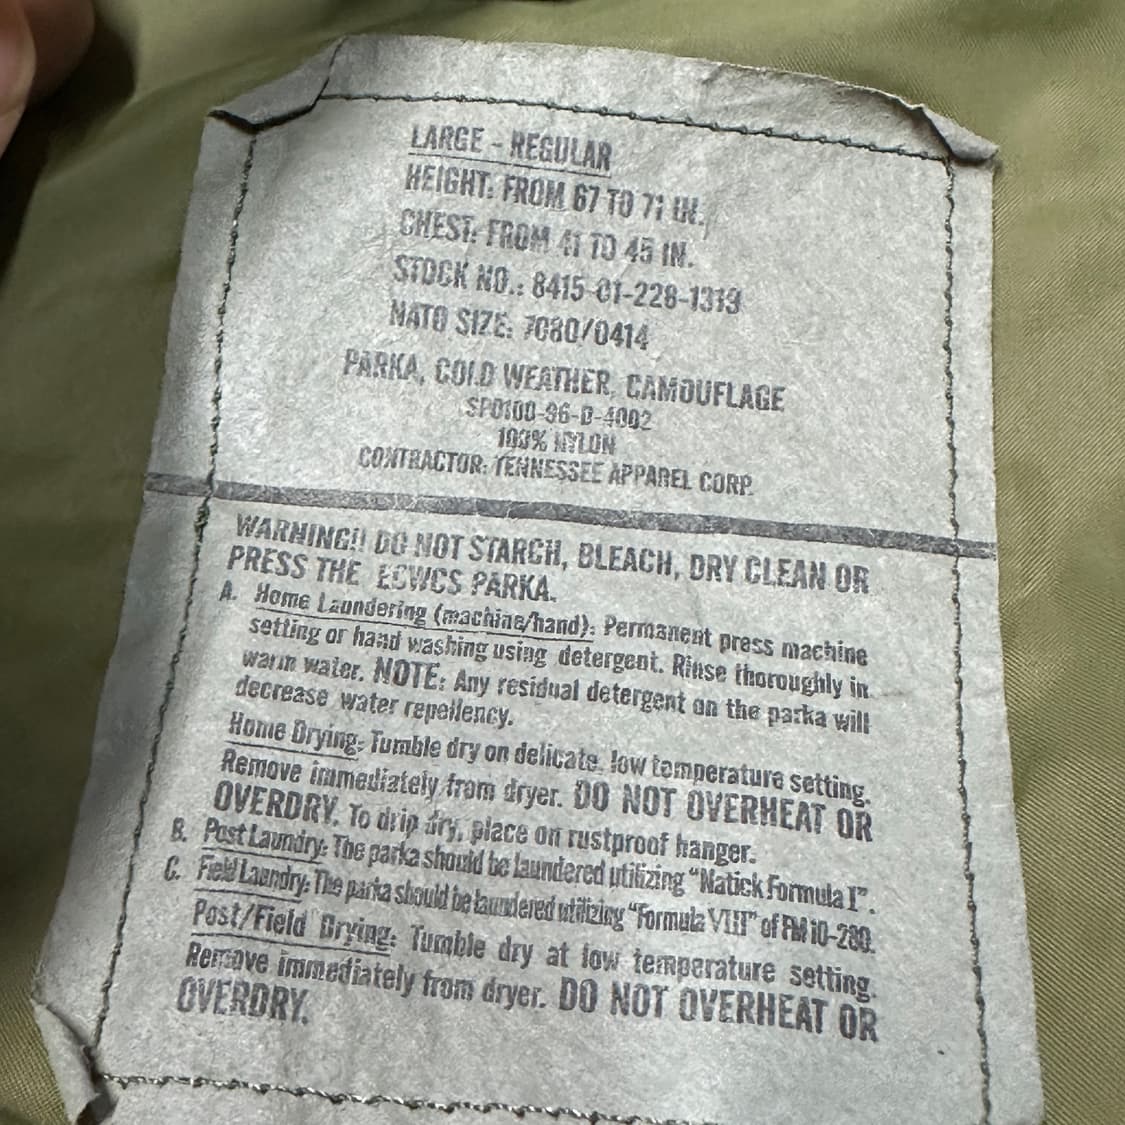 LARGE - REGULAR
HEIGHT: FROM 67 TO 71 IN.
CHEST: FROM 41 TO 45 IN.
STOCK NO.: 8415-01-228-1319
NATO SIZE: 7080/0414
PARKA, COLD WEATHER, CAMOUFLAGE
SPO100-96-D-4002
100% NYLON
CONTRACTOR: TENNESSEE APPAREL CORP.
WARNING!! DO NOT STARCH, BLEACH, DRY CLEAN OR
PRESS THE ECWCS PARKA.
A. Home Laundering (machine/hand): Permanent press machine
setting or hand washing using detergent. Rinse thoroughly in
warm water. NOTE: Any residual detergent on the parka will
decrease water repellency.
Home Drying: Tumble dry on delicate, low temperature setting.
Remove immediately from dryer. DO NOT OVERHEAT OR
OVERDRY. To drip dry, place on rustproof hanger.
B. Post Laundry: The parka should be laundered utilizing "Natick Formula I".
C. Field Laundry: The parka should be laundered utilizing "Formula VIII" of FM 10-280.
Post/Field Drying: Tumble dry at low temperature setting.
Remove immediately from dryer. DO NOT OVERHEAT OR
OVERDRY.